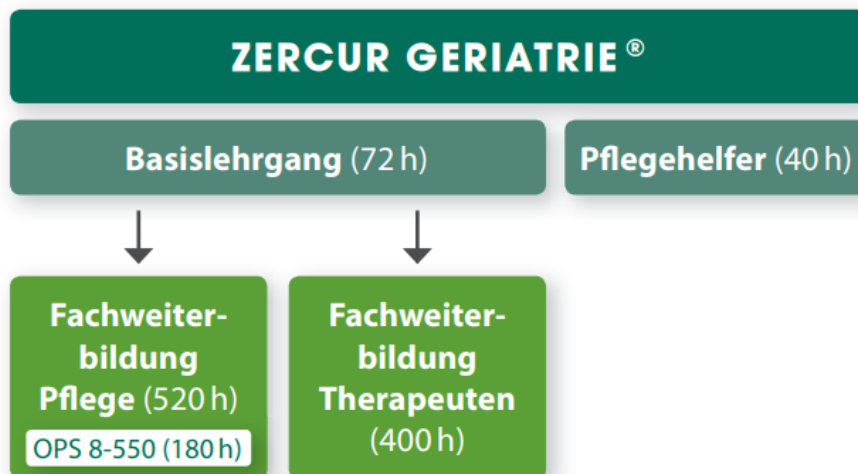 ZERCUR GERIATRIE®
Basislehrgang (72 h)
Pflegehelfer (40 h)
Fachweiter-
bildung
Pflege (520 h)
OPS 8-550 (180 h)
Fachweiter-
bildung
Therapeuten
(400 h)